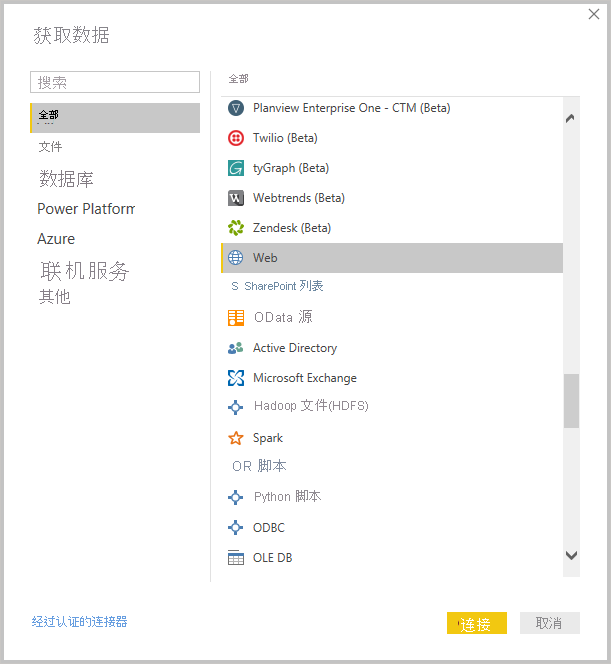 获取数据
搜索
全部
文件
数据库
Power Platform
Azure
联机服务
其他
全部
Planview Enterprise One - CTM (Beta)
Twilio (Beta)
tyGraph (Beta)
Webtrends (Beta)
Zendesk (Beta)
Web
S SharePoint 列表
OData 源
Active Directory
Microsoft Exchange
Hadoop 文件(HDFS)
Spark
OR 脚本
Python 脚本
ODBC
OLE DB
经过认证的连接器
连接
取消